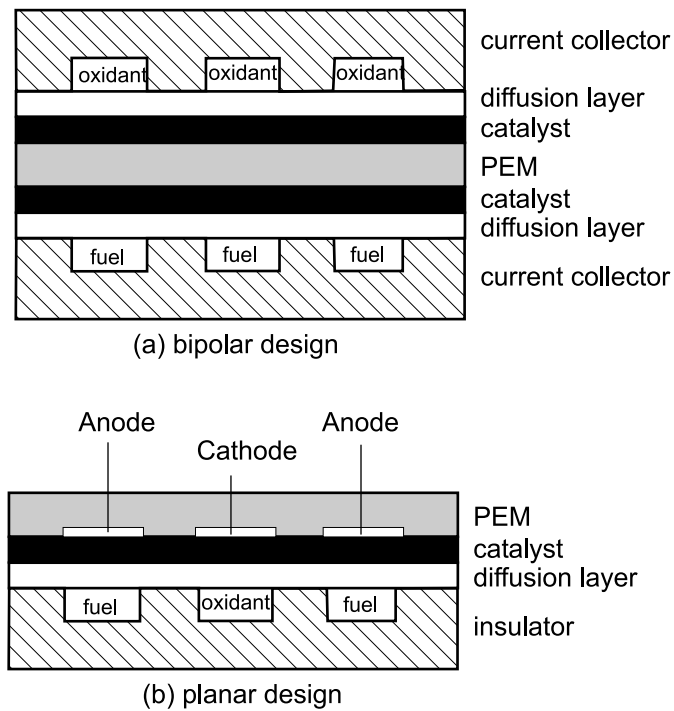 current collector
oxidant oxidant oxidant
diffusion layer
catalyst
PEM
catalyst
diffusion layer
fuel fuel fuel
current collector
(a) bipolar design
Anode Cathode Anode
PEM
catalyst
diffusion layer
fuel oxidant fuel
insulator
(b) planar design